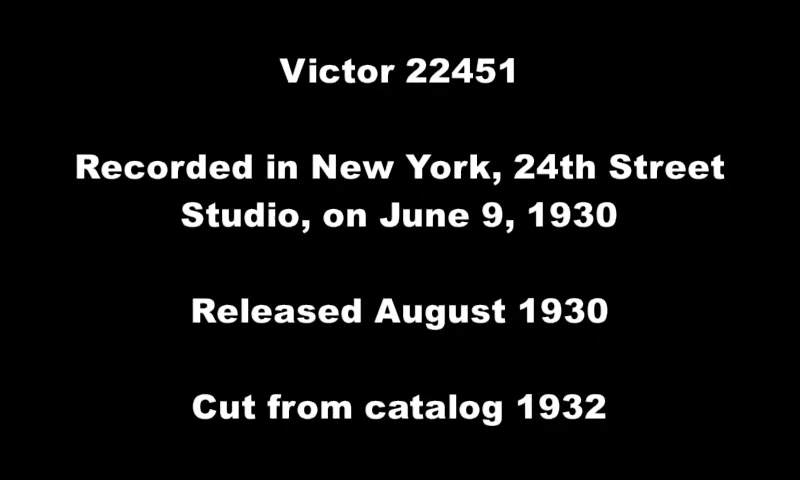 Victor 22451
Recorded in New York, 24th Street
Studio, on June 9, 1930
Released August 1930
Cut from catalog 1932